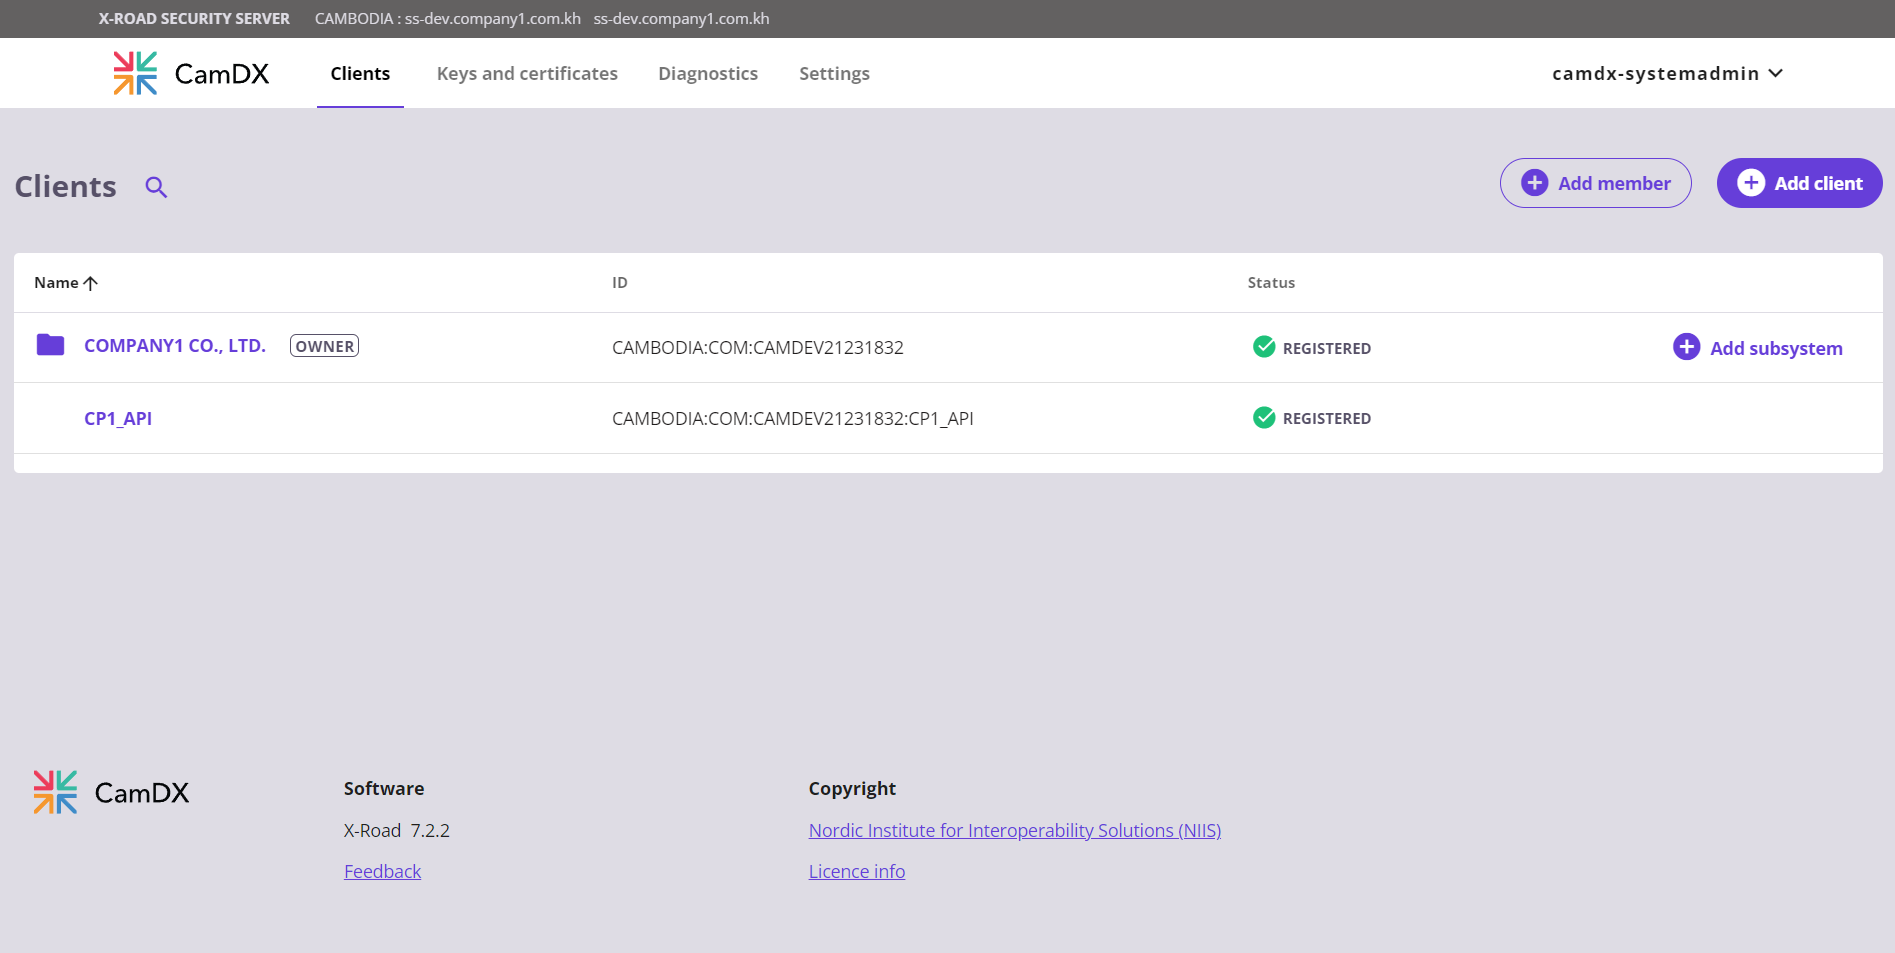 X-ROAD SECURITY SERVER CAMBODIA : ss-dev.company1.com.kh ss-dev.company1.com.kh
CamDX Clients Keys and certificates Diagnostics Settings camdx-systemadmin
Clients Add member Add client
Name ID Status
COMPANY1 CO., LTD. OWNER CAMBODIA:COM:CAMDEV21231832 REGISTERED Add subsystem
CP1_API CAMBODIA:COM:CAMDEV21231832:CP1_API REGISTERED
CamDX
Software
X-Road 7.2.2
Feedback
Copyright
Nordic Institute for Interoperability Solutions (NIIS)
Licence info